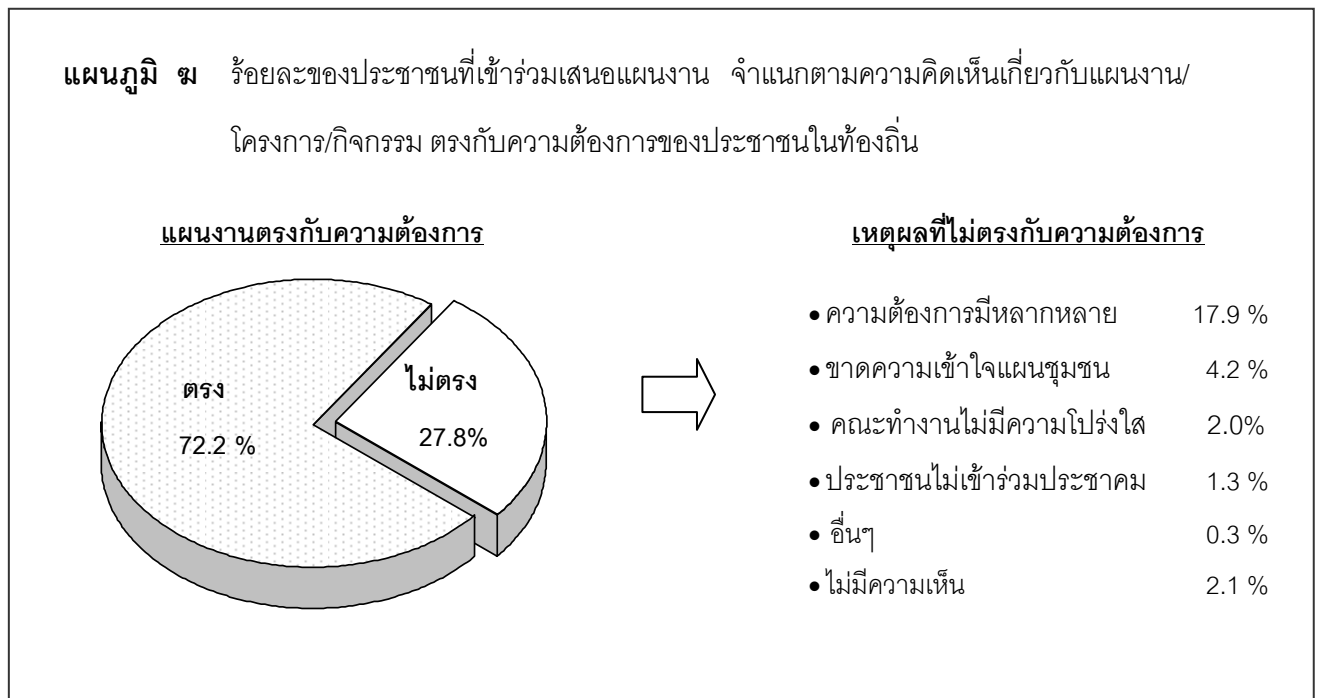 แผนภูมิ ฆ ร้อยละของประชาชนที่เข้าร่วมเสนอแผนงาน จำแนกตามความคิดเห็นเกี่ยวกับแผนงาน/
โครงการ/กิจกรรม ตรงกับความต้องการของประชาชนในท้องถิ่น
แผนงานตรงกับความต้องการ
ตรง
72.2 %
ไม่ตรง
27.8%
เหตุผลที่ไม่ตรงกับความต้องการ
• ความต้องการมีหลากหลาย 17.9 %
• ขาดความเข้าใจแผนชุมชน 4.2 %
• คณะทำงานไม่มีความโปร่งใส 2.0%
• ประชาชนไม่เข้าร่วมประชาคม 1.3 %
• อื่นๆ 0.3 %
• ไม่มีความเห็น 2.1 %